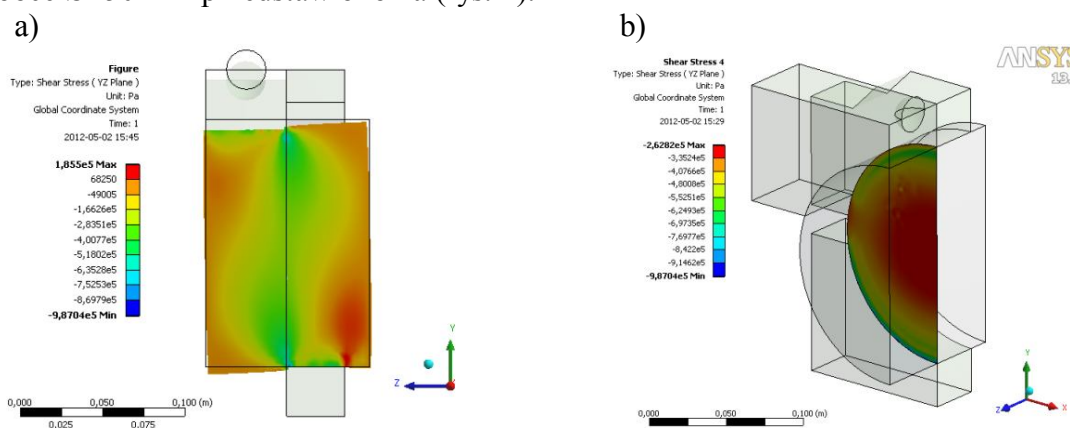 przedstawiono na
a)
b)
Figure
Type: Shear Stress ( YZ Plane )
Unit: Pa
Global Coordinate System
Time: 1
2012-05-02 15:45
1,855e5 Max
68250
-49005
-1,6626e5
-2,8351e5
-4,0077e5
-5,1802e5
-6,3528e5
-7,5253e5
-8,6979e5
-9,8704e5 Min
0,000
0,050
0,100 (m)
0,025
0,075
Y
Z
Shear Stress 4
Type: Shear Stress ( YZ Plane )
Unit: Pa
Global Coordinate System
Time: 1
2012-05-02 15:29
-2,6282e5 Max
-3,3524e5
-4,0766e5
-4,8008e5
-5,5251e5
-6,2493e5
-6,9735e5
-7,6977e5
-8,422e5
-9,1462e5
-9,8704e5 Min
ANSYS
13.
0,000
0,050
0,100 (m)
Y
Z
X